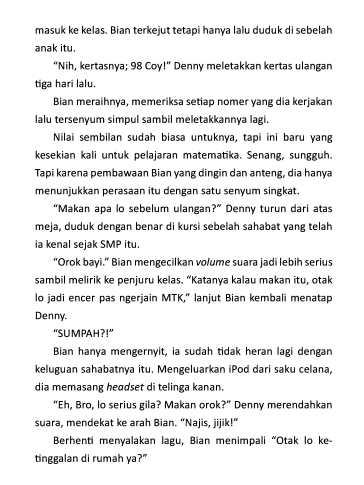 masuk ke kelas. Bian terkejut tetapi hanya lalu duduk di sebelah
anak itu.
“Nih, kertasnya; 98 Coy!” Denny meletakkan kertas ulangan
tiga hari lalu.
Bian meraihnya, memeriksa setiap nomer yang dia kerjakan
lalu tersenyum simpul sambil meletakkannya lagi.
Nilai sembilan sudah biasa untuknya, tapi ini baru yang
kesekian kali untuk pelajaran matematika. Senang, sungguh.
Tapi karena pembawaan Bian yang dingin dan anteng, dia hanya
menunjukkan perasaan itu dengan satu senyum singkat.
“Makan apa lo sebelum ulangan?” Denny turun dari atas
meja, duduk dengan benar di kursi sebelah sahabat yang telah
ia kenal sejak SMP itu.
“Orok bayi.” Bian mengecilkan volume suara jadi lebih serius
sambil melirik ke penjuru kelas. “Katanya kalau makan itu, otak
lo jadi encer pas ngerjain MTK,” lanjut Bian kembali menatap
Denny.
“SUMPAH?!”
Bian hanya mengernyit, ia sudah tidak heran lagi dengan
keluguan sahabatnya itu. Mengeluarkan iPod dari saku celana,
dia memasang headset di telinga kanan.
“Eh, Bro, lo serius gila? Makan orok?” Denny merendahkan
suara, mendekat ke arah Bian. “Najis, jijik!”
Berhenti menyalakan lagu, Bian menimpali “Otak lo ke-
tinggalan di rumah ya?”